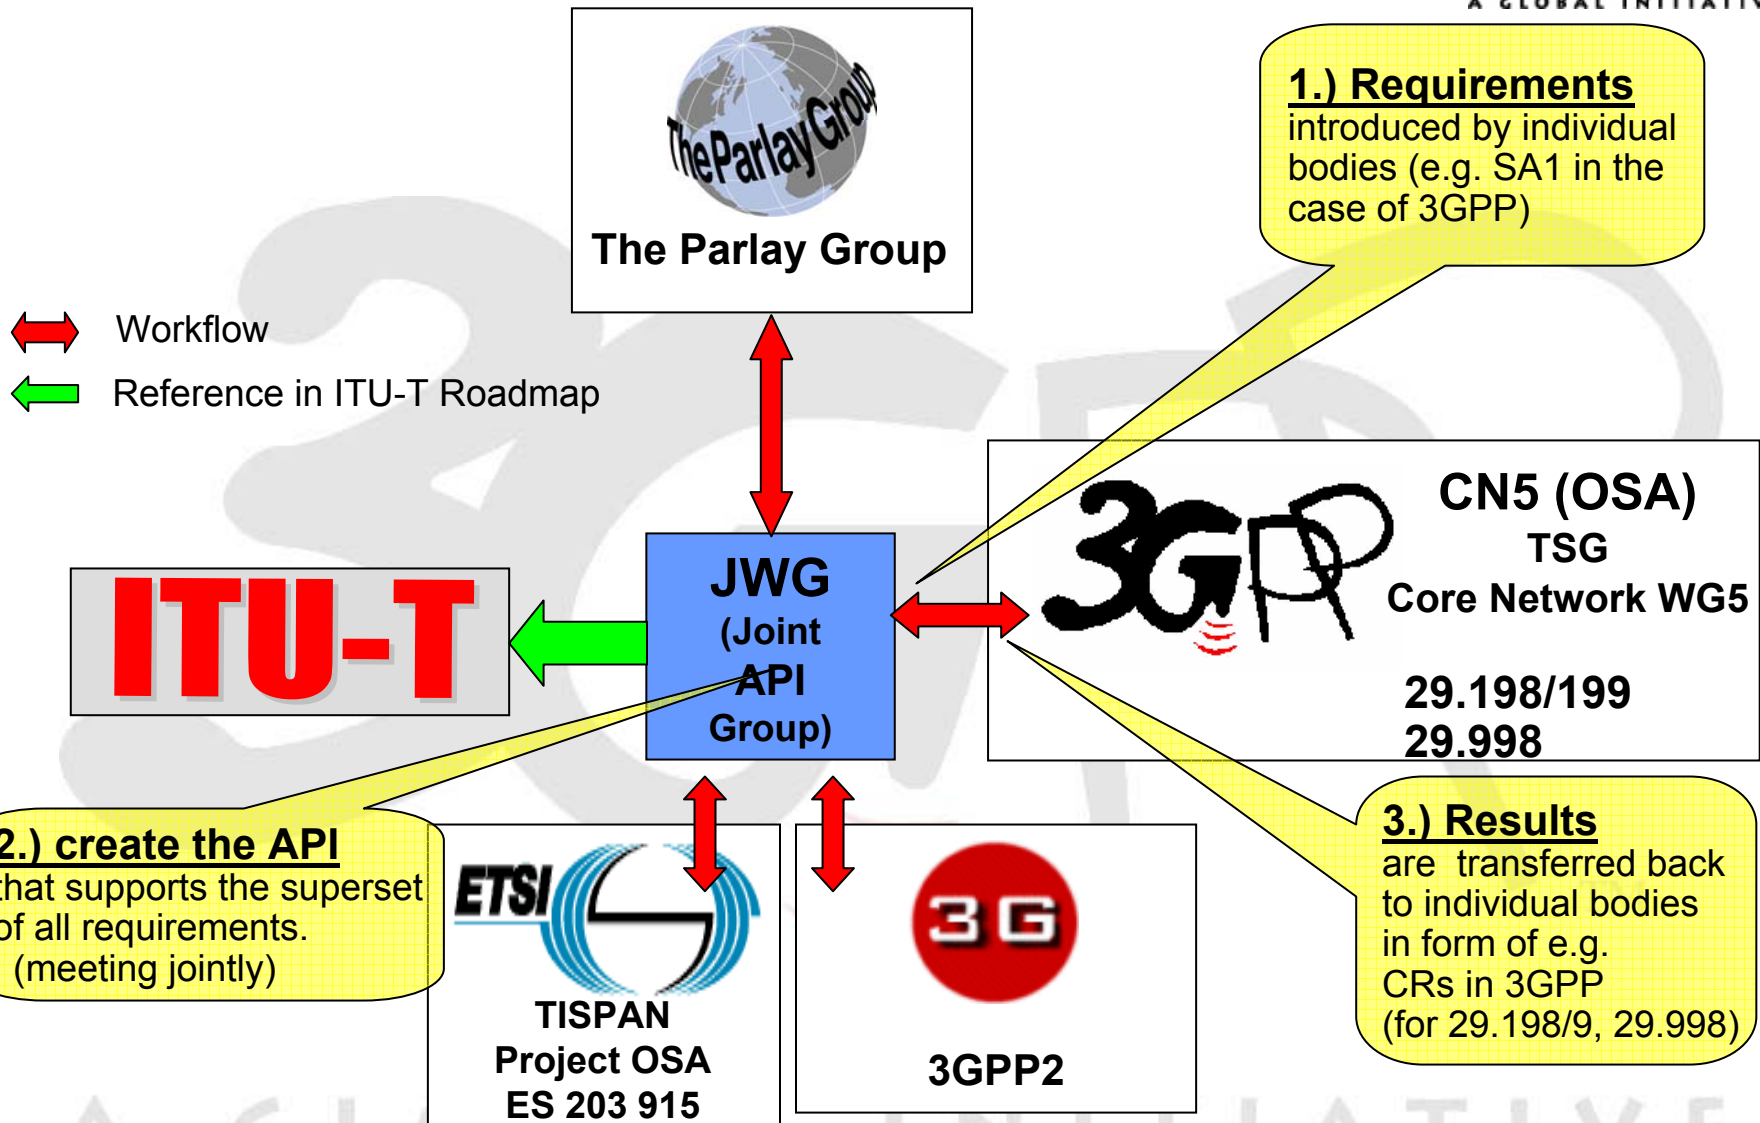 A GLOBAL INITIATIV
The Parlay Group
The Parlay Group
1.) Requirements
introduced by individual
bodies (e.g. SA1 in the
case of 3GPP)
Workflow
Reference in ITU-T Roadmap
3GPP
CN5 (OSA)
TSG
Core Network WG5
29.198/199
29.998
JWG
(Joint
API
Group)
ITU-T
2.) create the API
that supports the superset
of all requirements.
(meeting jointly)
ETSI
TISPAN
Project OSA
ES 203 915
3G
3GPP2
3.) Results
are transferred back
to individual bodies
in form of e.g.
CRs in 3GPP
(for 29.198/9, 29.998)
3GPP